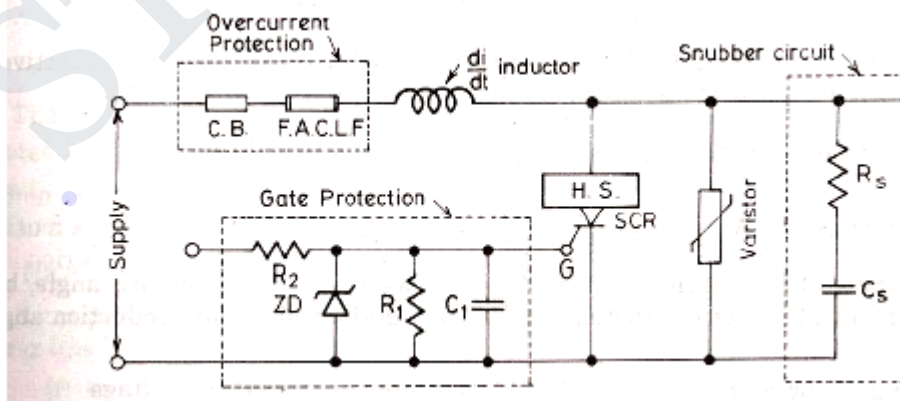 Overcurrent
Protection
di
dt
inductor
Snubber circuit
C.B.
F.A.C.L.F
Supply
Gate Protection
H.S.
SCR
G
Varistor
Rs
Cs
R2
ZD
R1
C1